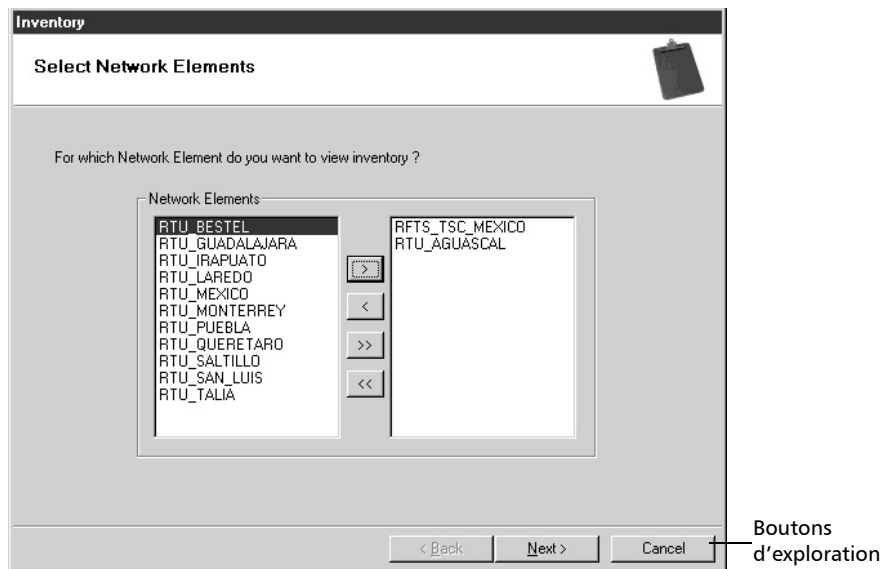 Inventory
Select Network Elements
For which Network Element do you want to view inventory ?
Network Elements
RTU_BESTEL
RTU_GUADALAJARA
RTU_IRAPUATO
RTU_LAREDO
RTU_MEXICO
RTU_MONTERREY
RTU_PUEBLA
RTU_QUERETARO
RTU_SALTILLO
RTU_SAN_LUIS
RTU_TALIA
>
<
>>
<<
RFTS_TSC_MEXICO
RTU_AGUASCAL
< Back
Next >
Cancel
Boutons
d'exploration